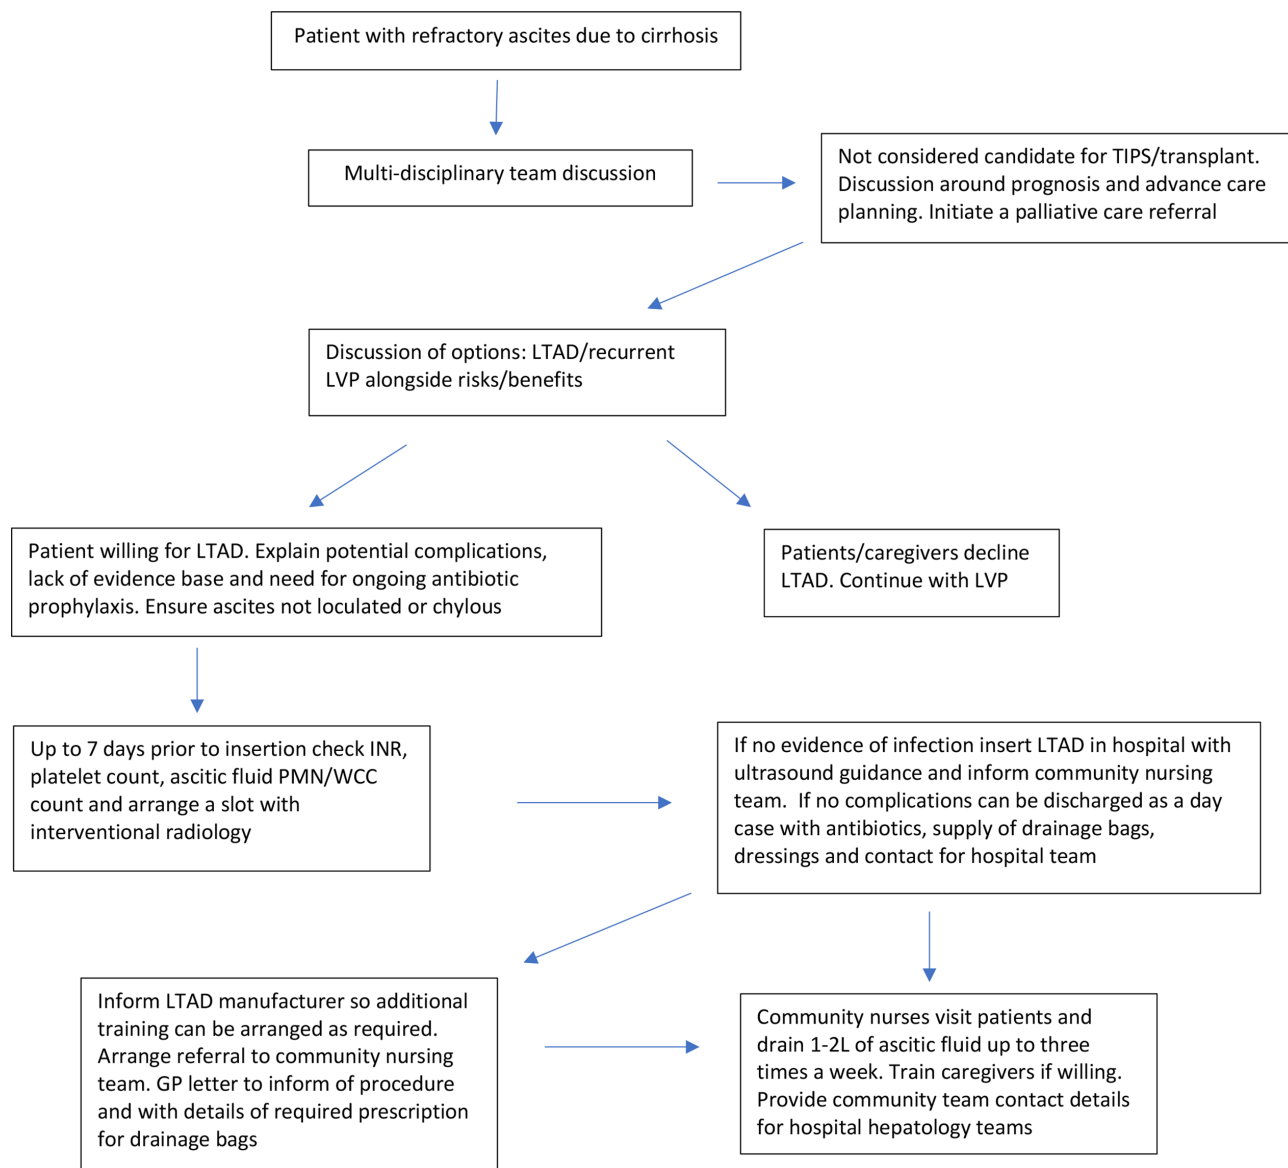 Patient with refractory ascites due to cirrhosis
Multi-disciplinary team discussion
Not considered candidate for TIPS/transplant.
Discussion around prognosis and advance care
planning. Initiate a palliative care referral
Discussion of options: LTAD/recurrent
LVP alongside risks/benefits
Patient willing for LTAD. Explain potential complications,
lack of evidence base and need for ongoing antibiotic
prophylaxis. Ensure ascites not loculated or chylous
Patients/caregivers decline
LTAD. Continue with LVP
Up to 7 days prior to insertion check INR,
platelet count, ascitic fluid PMN/WCC
count and arrange a slot with
interventional radiology
If no evidence of infection insert LTAD in hospital with
ultrasound guidance and inform community nursing
team.  If no complications can be discharged as a day
case with antibiotics, supply of drainage bags,
dressings and contact for hospital team
Inform LTAD manufacturer so additional
training can be arranged as required.
Arrange referral to community nursing
team. GP letter to inform of procedure
and with details of required prescription
for drainage bags
Community nurses visit patients and
drain 1-2L of ascitic fluid up to three
times a week. Train caregivers if willing.
Provide community team contact details
for hospital hepatology teams